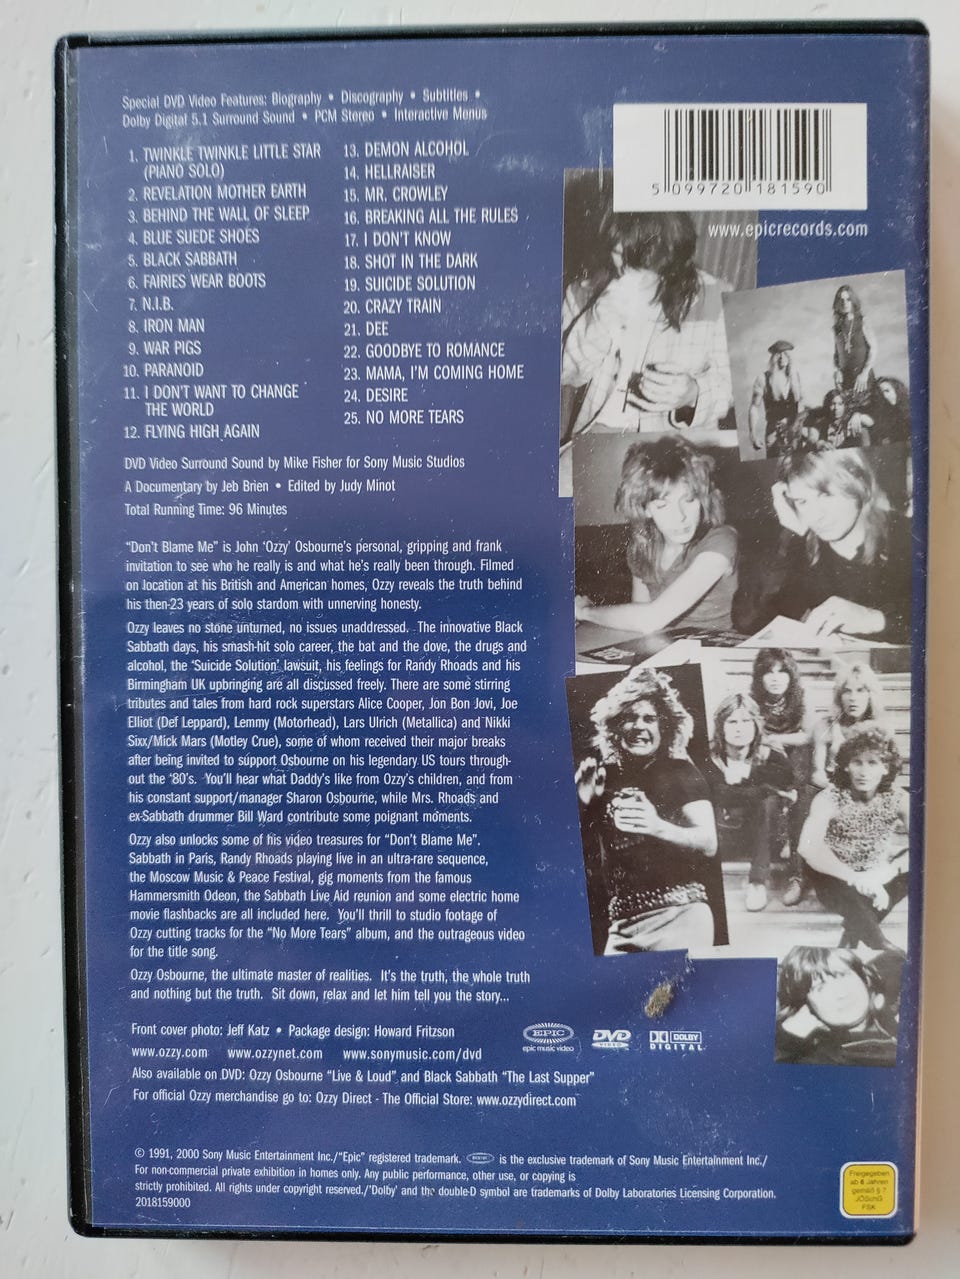 Special DVD Video Features: Biography • Discography • Subtitles •
Dolby Digital 5.1 Surround Sound • PCM Stereo • Interactive Menus
1. TWINKLE TWINKLE LITTLE STAR
(PIANO SOLO)
2. REVELATION MOTHER EARTH
3. BEHIND THE WALL OF SLEEP
4. BLUE SUEDE SHOES
5. BLACK SABBATH
6. FAIRIES WEAR BOOTS
7. N.I.B.
8. IRON MAN
9. WAR PIGS
10. PARANOID
11. I DON'T WANT TO CHANGE
THE WORLD
12. FLYING HIGH AGAIN
13. DEMON ALCOHOL
14. HELLRAISER
15. MR. CROWLEY
16. BREAKING ALL THE RULES
17. I DON'T KNOW
18. SHOT IN THE DARK
19. SUICIDE SOLUTION
20. CRAZY TRAIN
21. DEE
22. GOODBYE TO ROMANCE
23. MAMA, I'M COMING HOME
24. DESIRE
25. NO MORE TEARS
5 099720 181590
www.epicrecords.com
DVD Video Surround Sound by Mike Fisher for Sony Music Studios
A Documentary by Jeb Brien • Edited by Judy Minot
Total Running Time: 96 Minutes
"Don't Blame Me" is John 'Ozzy' Osbourne's personal, gripping and frank
invitation to see who he really is and what he's really been through. Filmed
on location at his British and American homes, Ozzy reveals the truth behind
his then-23 years of solo stardom with unnerving honesty.
Ozzy leaves no stone unturned, no issues unaddressed. The innovative Black
Sabbath days, his smash-hit solo career, the bat and the dove, the drugs and
alcohol, the 'Suicide Solution' lawsuit, his feelings for Randy Rhoads and his
Birmingham UK upbringing are all discussed freely. There are some stirring
tributes and tales from hard rock superstars Alice Cooper, Jon Bon Jovi, Joe
Elliot (Def Leppard), Lemmy (Motorhead), Lars Ulrich (Metallica) and Nikki
Sixx/Mick Mars (Motley Crue), some of whom received their major breaks
after being invited to support Osbourne on his legendary US tours through-
out the '80's. You'll hear what Daddy's like from Ozzy's children, and from
his constant support/manager Sharon Osbourne, while Mrs. Rhoads and
ex-Sabbath drummer Bill Ward contribute some poignant moments.
Ozzy also unlocks some of his video treasures for "Don't Blame Me".
Sabbath in Paris, Randy Rhoads playing live in an ultra-rare sequence,
the Moscow Music & Peace Festival, gig moments from the famous
Hammersmith Odeon, the Sabbath Live Aid reunion and some electric home
movie flashbacks are all included here. You'll thrill to studio footage of
Ozzy cutting tracks for the "No More Tears" album, and the outrageous video
for the title song.
Ozzy Osbourne, the ultimate master of realities. It's the truth, the whole truth
and nothing but the truth. Sit down, relax and let him tell you the story...
Front cover photo: Jeff Katz • Package design: Howard Fritzson
www.ozzy.com www.ozzynet.com www.sonymusic.com/dvd
EPIC
epic music video
DVD
VIDEO
DOLBY
DIGITAL
Also available on DVD: Ozzy Osbourne "Live & Loud" and Black Sabbath "The Last Supper"
For official Ozzy merchandise go to: Ozzy Direct - The Official Store: www.ozzydirect.com
© 1991, 2000 Sony Music Entertainment Inc./"Epic" registered trademark. is the exclusive trademark of Sony Music Entertainment Inc./
For non-commercial private exhibition in homes only. Any public performance, other use, or copying is
strictly prohibited. All rights under copyright reserved./'Dolby' and the double-D symbol are trademarks of Dolby Laboratories Licensing Corporation.
2018159000
Freigegeben
ab 6 Jahren
gemäß § 7
JÖSchG
FSK